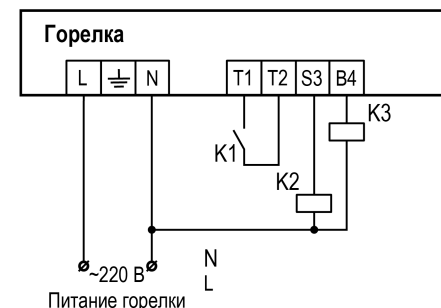 Горелка
L N T1 T2 S3 B4
K1
K2
K3
~220 В
N
L
Питание горелки